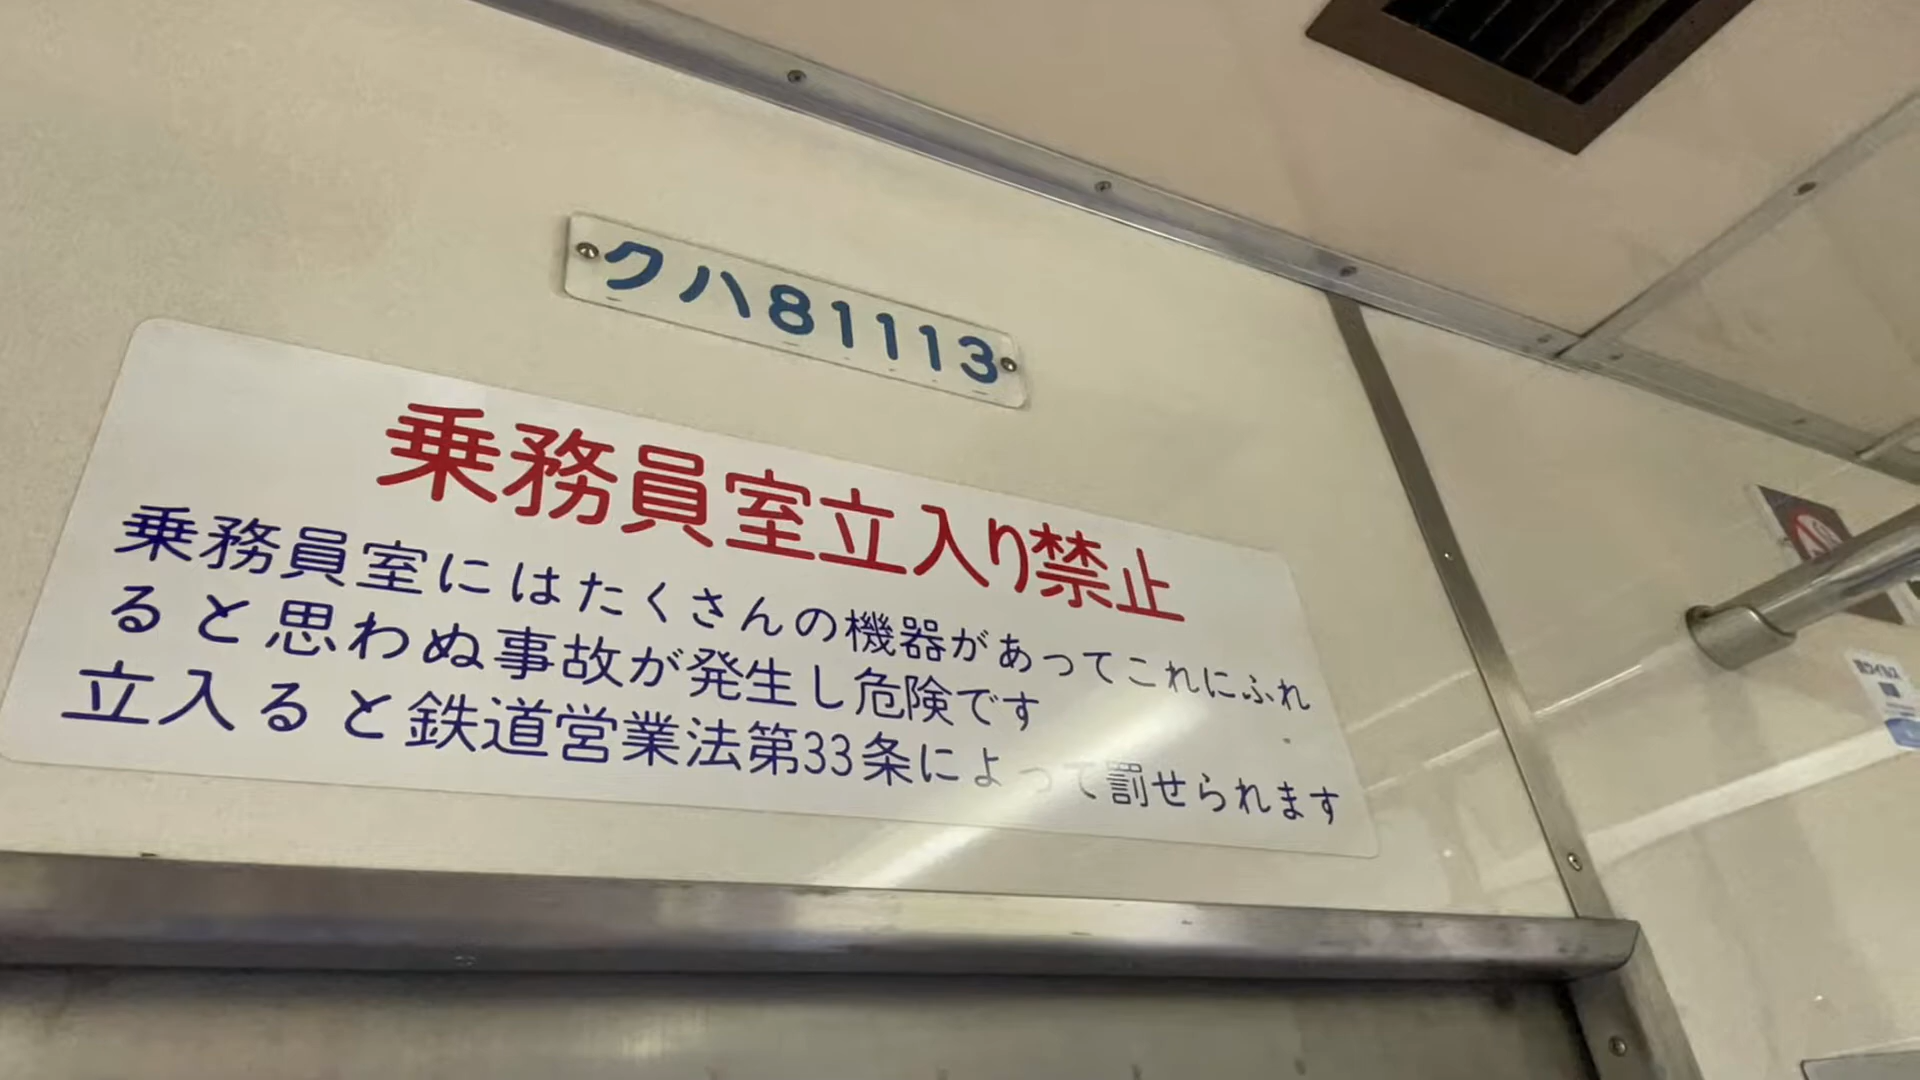 クハ81113
乗務員室立入り禁止
乗務員室にはたくさんの機器があってこれにふれ
ると思わぬ事故が発生し危険です
立入ると鉄道営業法第33条によって罰せられます